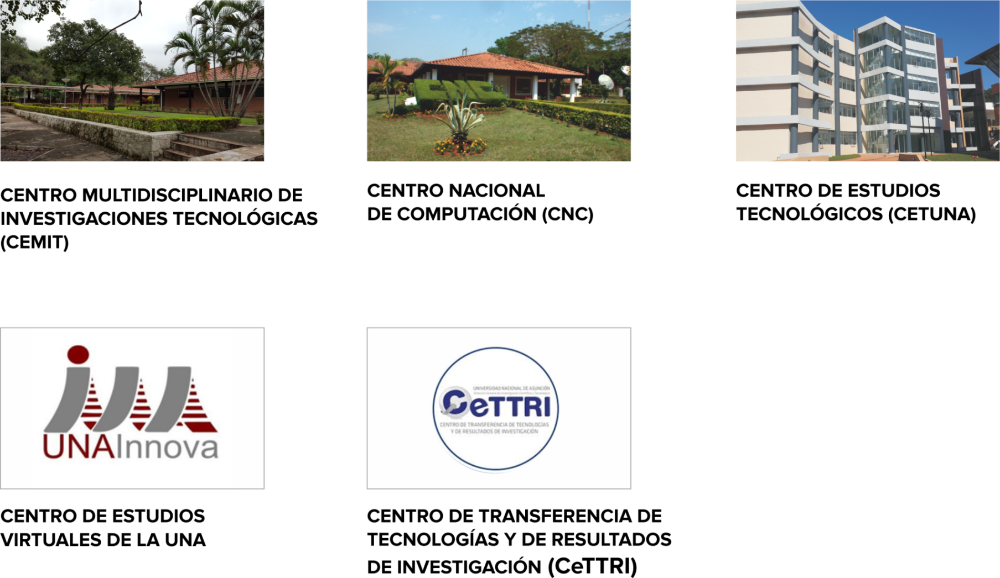 CNC
CENTRO MULTIDISCIPLINARIO DE
INVESTIGACIONES TECNOLÓGICAS
(CEMIT)
CENTRO NACIONAL
DE COMPUTACIÓN (CNC)
CENTRO DE ESTUDIOS
TECNOLÓGICOS (CETUNA)
UNAInnova
UNIVERSIDAD NACIONAL DE ASUNCIÓN
Dirección General de Investigación Científica y Tecnológica
CeTTRI
CENTRO DE TRANSFERENCIA DE TECNOLOGÍAS
Y DE RESULTADOS DE INVESTIGACIÓN
CENTRO DE ESTUDIOS
VIRTUALES DE LA UNA
CENTRO DE TRANSFERENCIA DE
TECNOLOGÍAS Y DE RESULTADOS
DE INVESTIGACIÓN (CeTTRI)